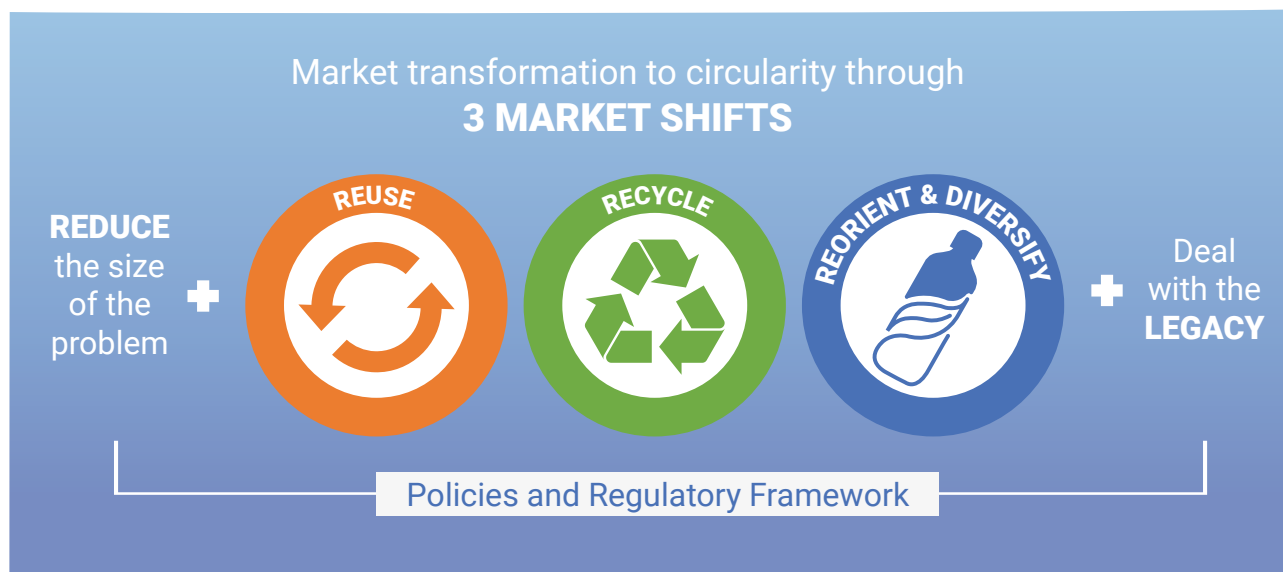 Market transformation to circularity through
3 MARKET SHIFTS
REDUCE
the size
of the
problem
REUSE
RECYCLE
REORIENT & DIVERSIFY
Deal
with the
LEGACY
Policies and Regulatory Framework